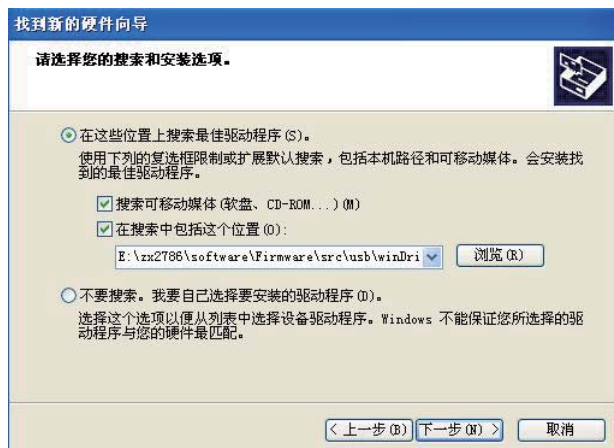 找到新的硬件向导
请选择您的搜索和安装选项。
在这些位置上搜索最佳驱动程序(S)。
使用下列的复选框限制或扩展默认搜索，包括本机路径和可移动媒体。会安装找
到的最佳驱动程序。
搜索可移动媒体(软盘、CD-ROM...)(M)
在搜索中包括这个位置(O):
E:\zx2786\software\Firmware\src\usb\winDri
浏览(R)
不要搜索。我要自己选择要安装的驱动程序(D)。
选择这个选项以便从列表中选择设备驱动程序。Windows 不能保证您所选择的驱
动程序与您的硬件最匹配。
< 上一步(B) 下一步(N) > 取消